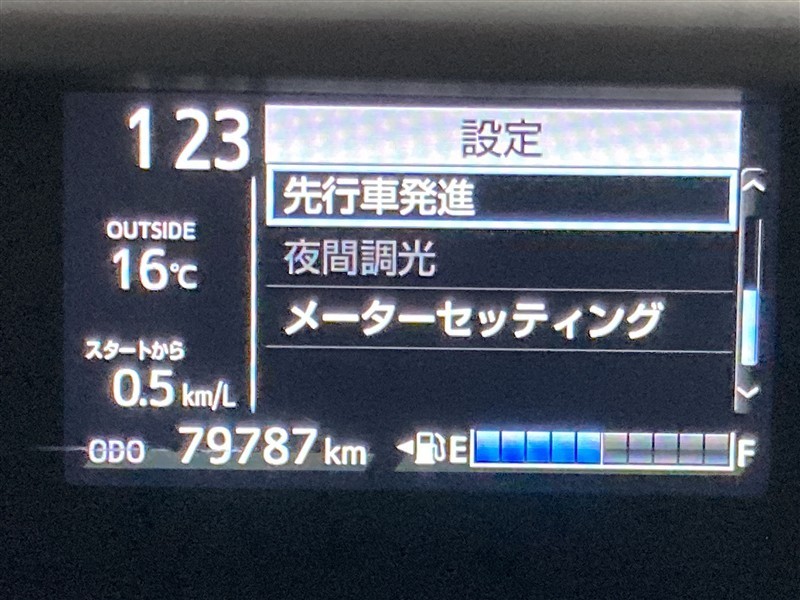 123
設定
先行車発進
OUTSIDE
夜間調光
16℃
メーターセッティング
スタートから
0.5 km/L
ODO 79787 km
E F